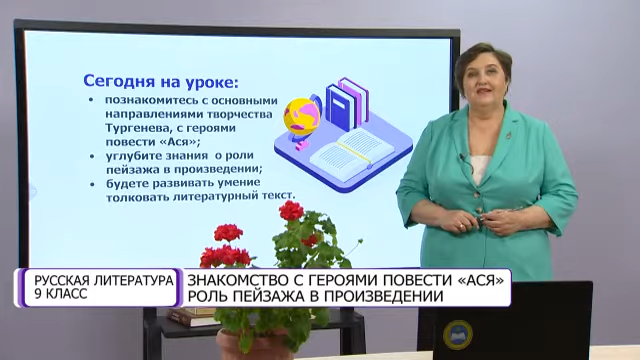 Сегодня на уроке:
• познакомитесь с основными
направлениями творчества
Тургенева, с героями
повести «Ася»;
• углубите знания о роли
пейзажа в произведении;
• будете развивать умение
толковать литературный текст.
РУССКАЯ ЛИТЕРАТУРА
9 КЛАСС
ЗНАКОМСТВО С ГЕРОЯМИ ПОВЕСТИ «АСЯ»
РОЛЬ ПЕЙЗАЖА В ПРОИЗВЕДЕНИИ